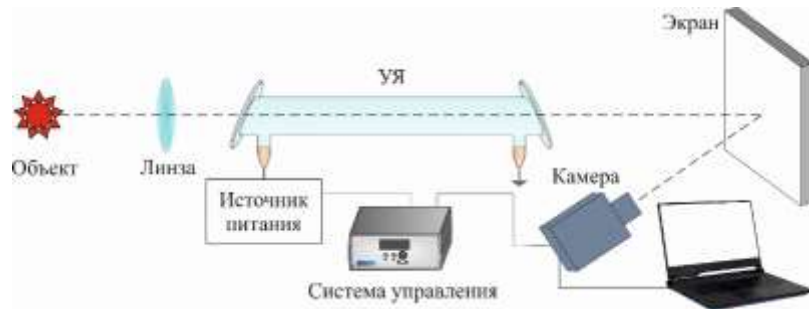 Экран
УЯ
Объект
Линза
Камера
Источник
питания
Система управления